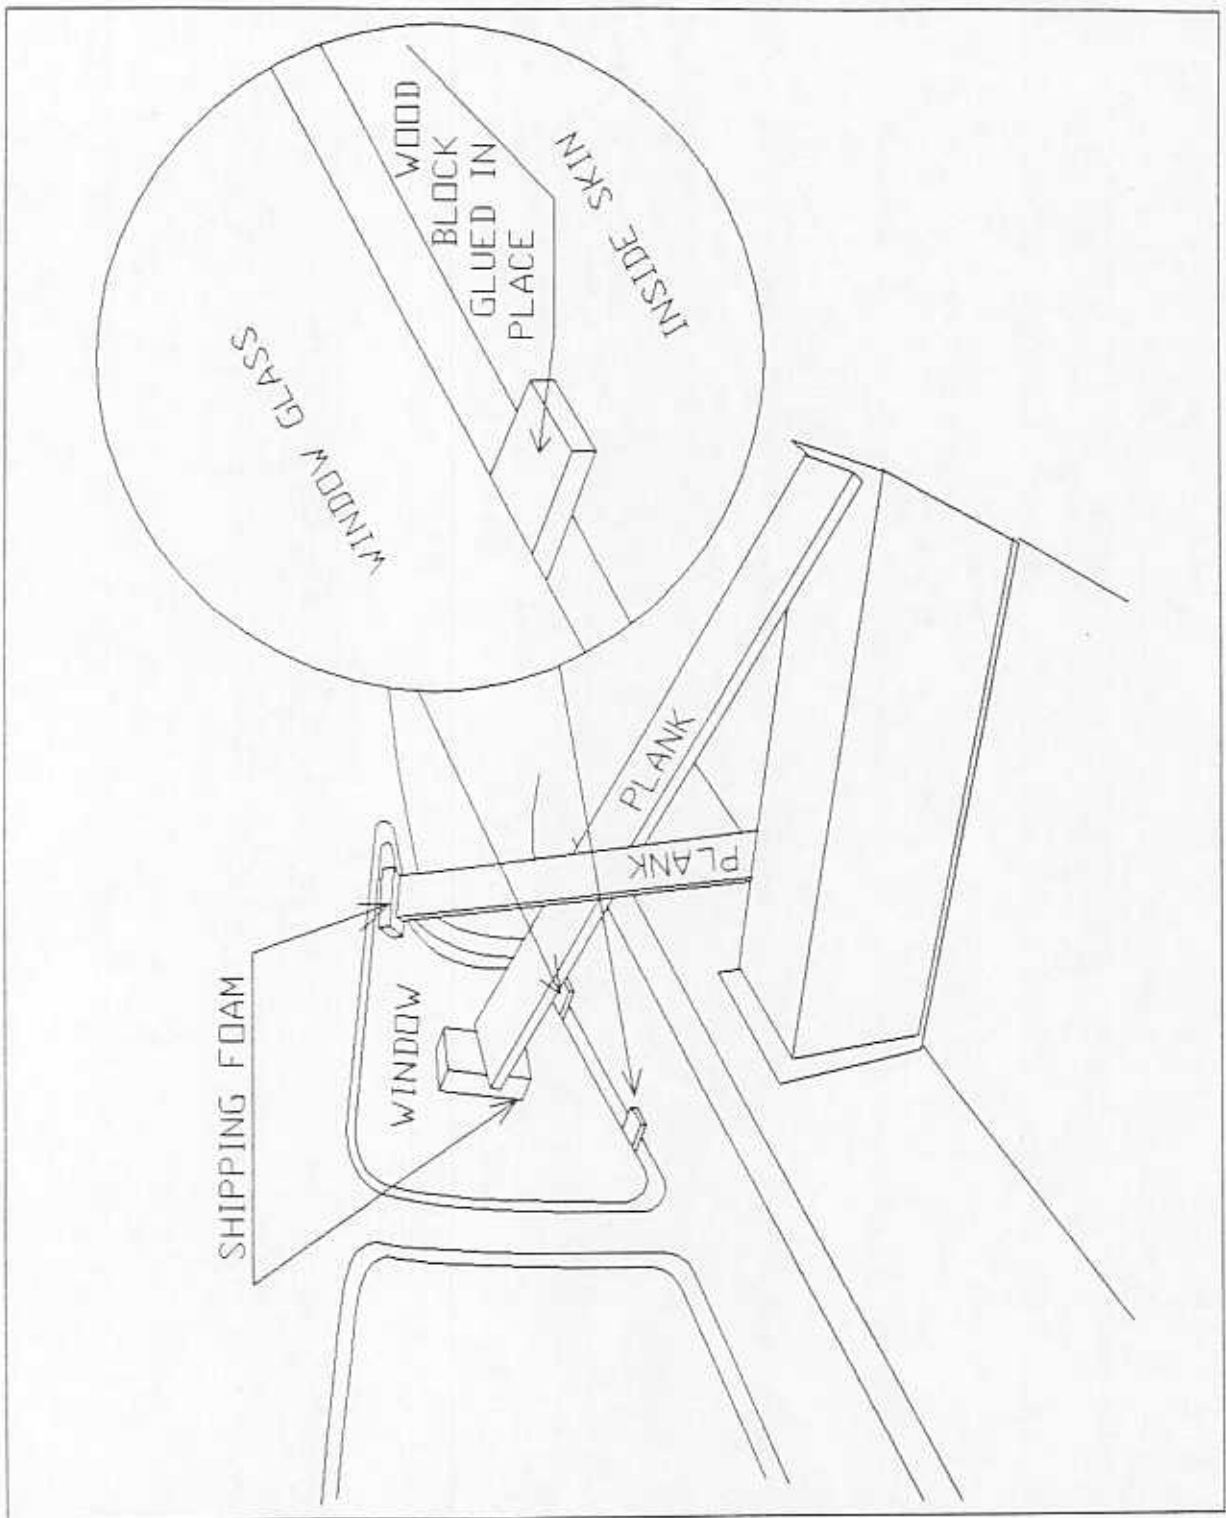 WOOD
BLOCK
GLUED IN
PLACE
INSIDE SKIN
WINDOW GLASS
PLANK
PLANK
SHIPPING FOAM
WINDOW